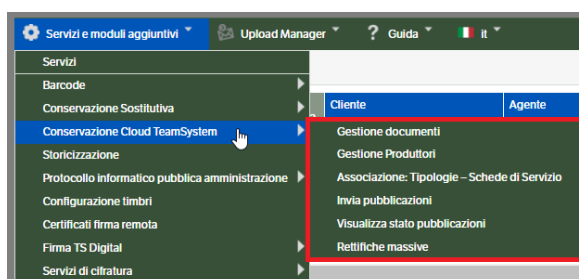 Servizi e moduli aggiuntivi Upload Manager ? Guida it
Servizi
Barcode
Conservazione Sostitutiva
Conservazione Cloud TeamSystem
Storicizzazione
Protocollo informatico pubblica amministrazione
Configurazione timbri
Certificati firma remota
Firma TS Digital
Servizi di cifratura
Cliente Agente
Gestione documenti
Gestione Produttori
Associazione: Tipologie – Schede di Servizio
Invia pubblicazioni
Visualizza stato pubblicazioni
Rettifiche massive